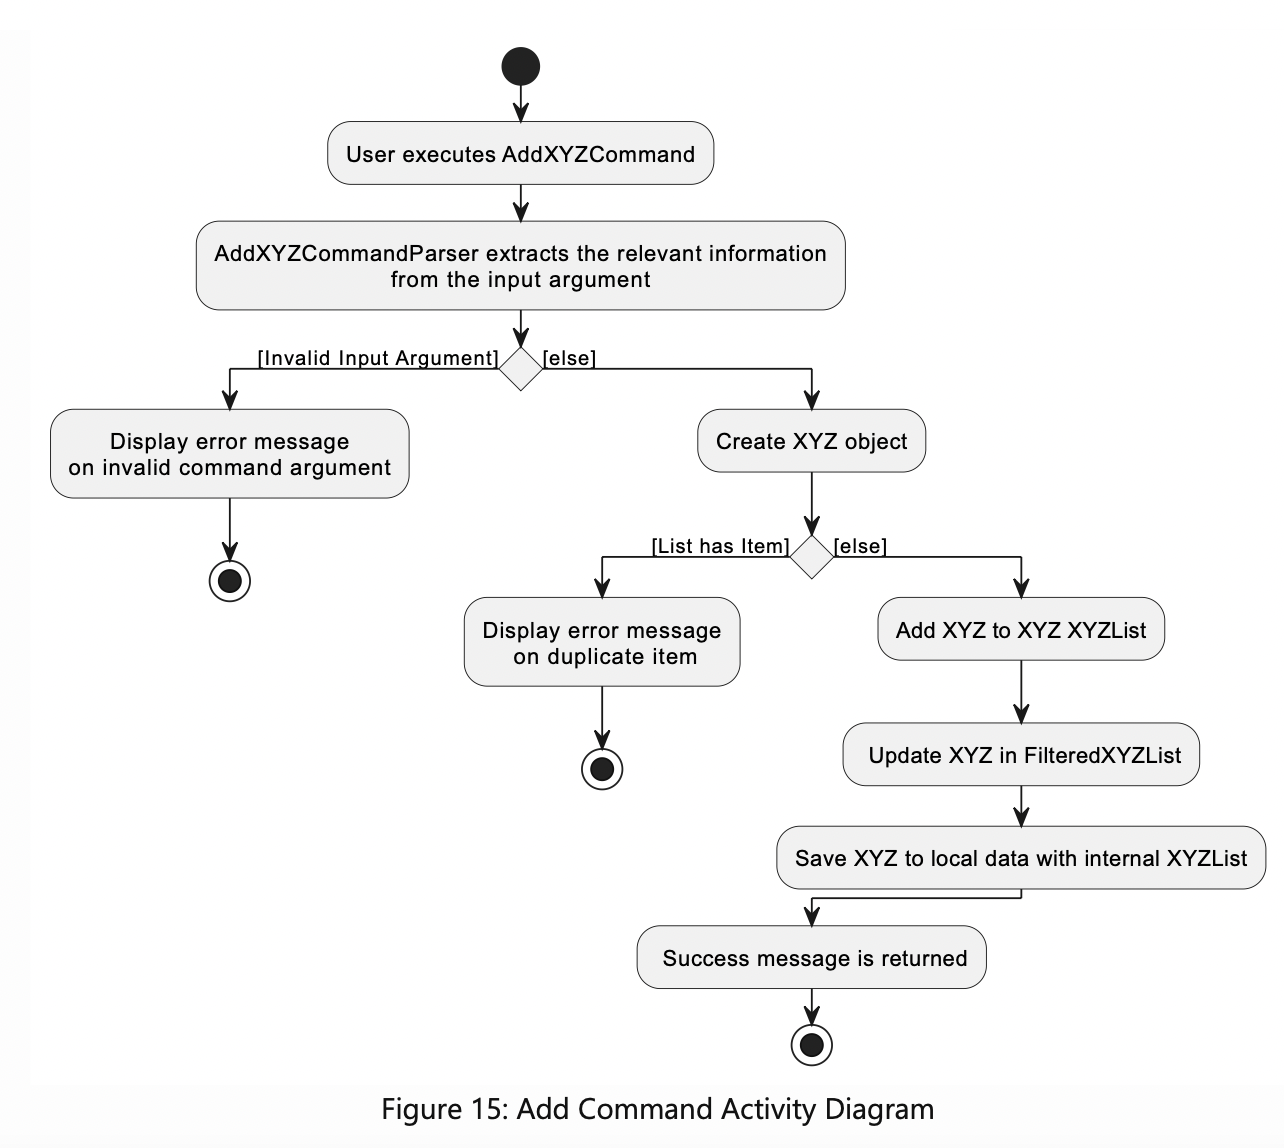 User executes AddXYZCommand
AddXYZCommandParser extracts the relevant information
from the input argument
[Invalid Input Argument]
[else]
Display error message
on invalid command argument
Create XYZ object
[List has Item]
[else]
Display error message
on duplicate item
Add XYZ to XYZ XYZList
Update XYZ in FilteredXYZList
Save XYZ to local data with internal XYZList
Success message is returned
Figure 15: Add Command Activity Diagram